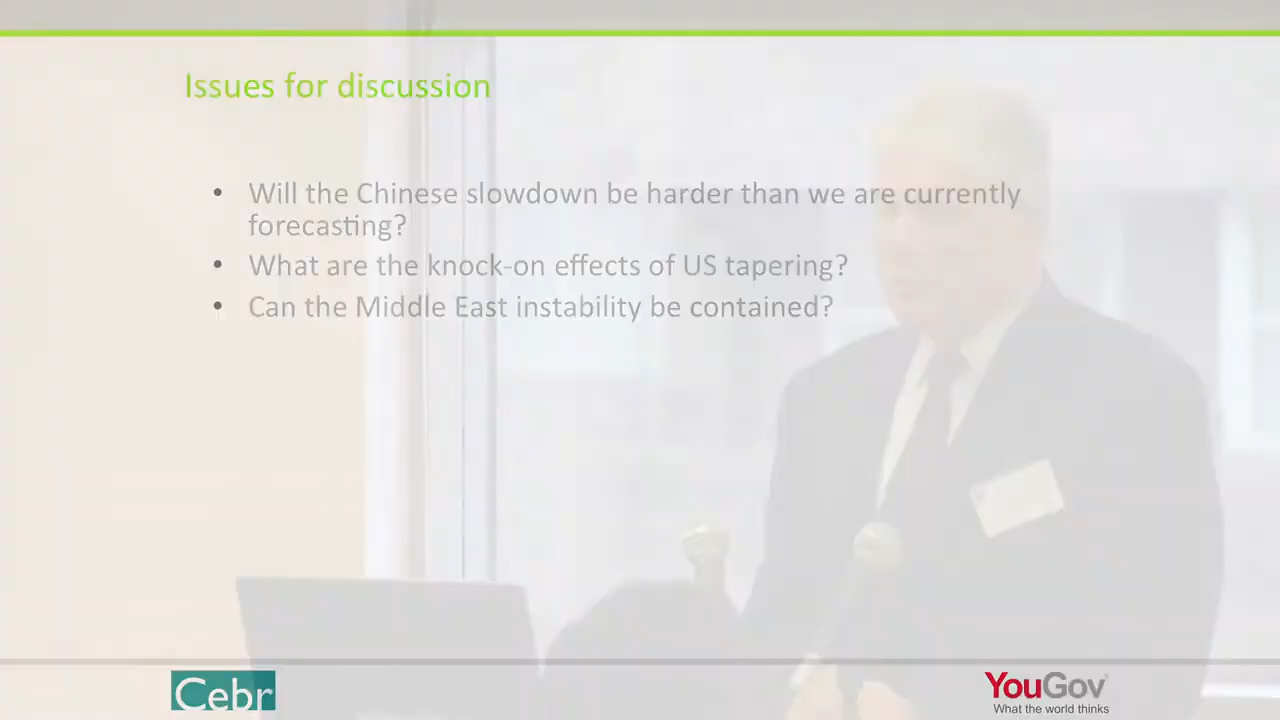 Issues for discussion
• Will the Chinese slowdown be harder than we are currently
forecasting?
• What are the knock-on effects of US tapering?
• Can the Middle East instability be contained?
Cebr
YouGov®
What the world thinks